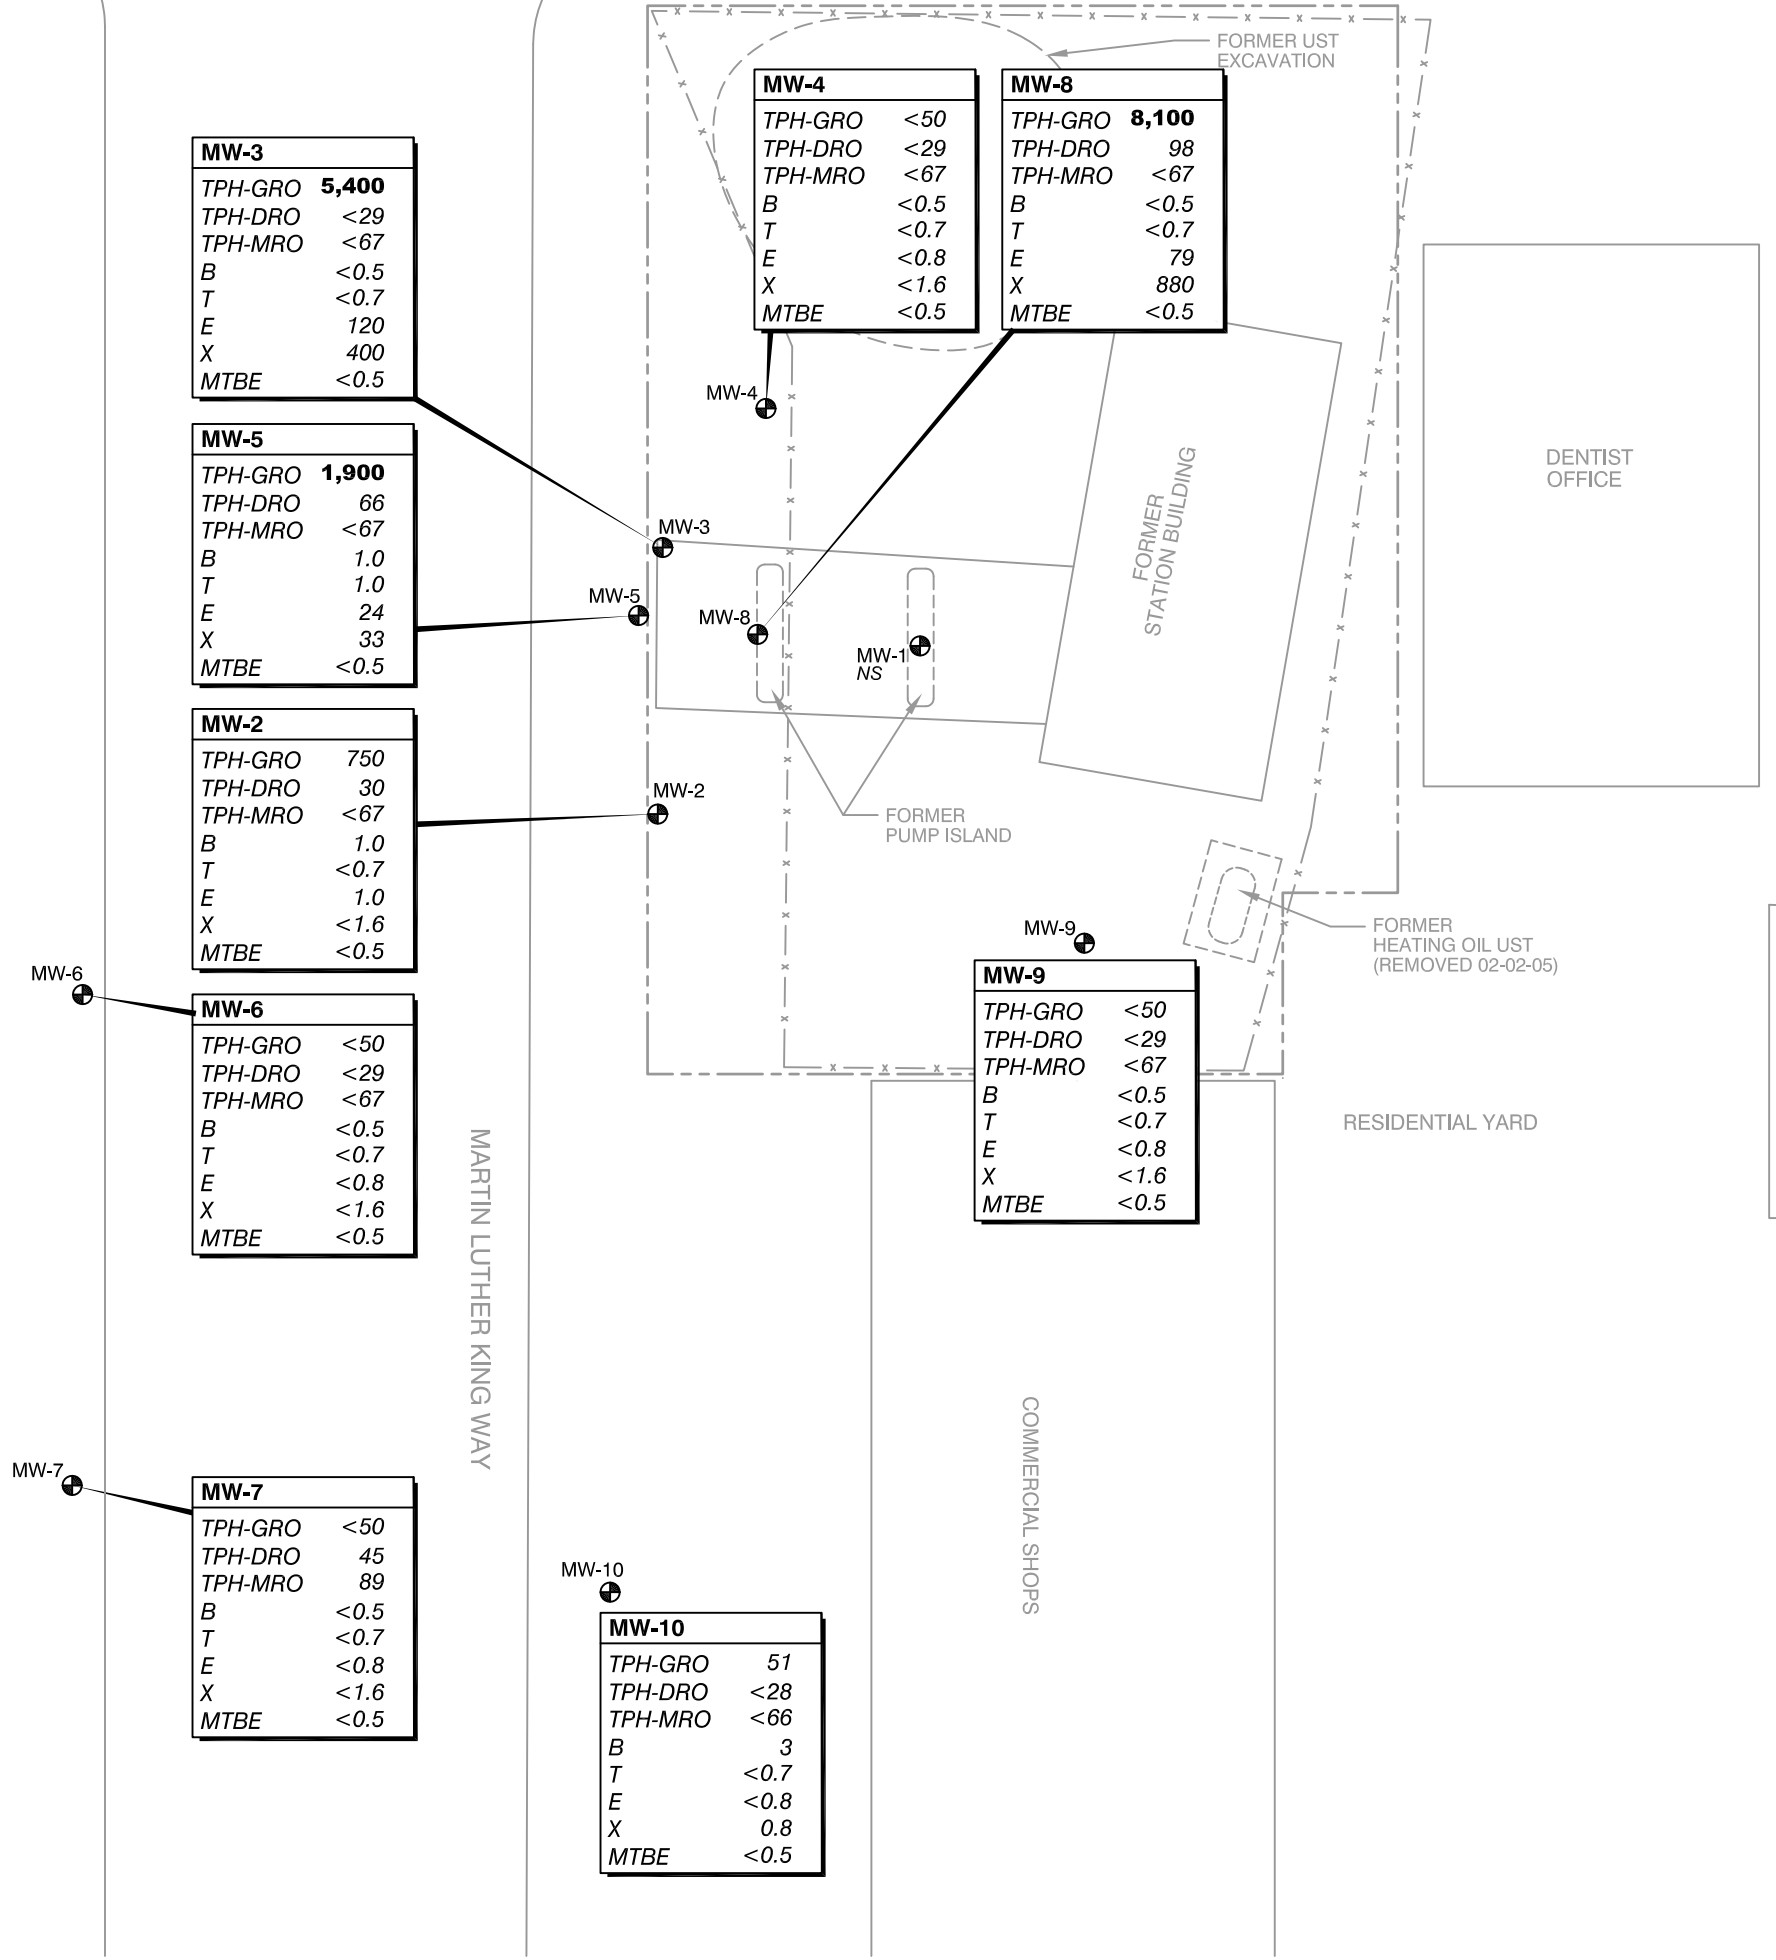 FORMER UST
EXCAVATION
MW-4
TPH-GRO <50
TPH-DRO <29
TPH-MRO <67
B <0.5
T <0.7
E <0.8
X <1.6
MTBE <0.5
MW-8
TPH-GRO 8,100
TPH-DRO 98
TPH-MRO <67
B <0.5
T <0.7
E 79
X 880
MTBE <0.5
MW-3
TPH-GRO 5,400
TPH-DRO <29
TPH-MRO <67
B <0.5
T <0.7
E 120
X 400
MTBE <0.5
MW-4
MW-5
TPH-GRO 1,900
TPH-DRO 66
TPH-MRO <67
B 1.0
T 1.0
E 24
X 33
MTBE <0.5
DENTIST
OFFICE
FORMER
STATION BUILDING
MW-3
MW-5
MW-8
MW-1
NS
MW-2
TPH-GRO 750
TPH-DRO 30
TPH-MRO <67
B 1.0
T <0.7
E 1.0
X <1.6
MTBE <0.5
MW-2
FORMER
PUMP ISLAND
MW-9
FORMER
HEATING OIL UST
(REMOVED 02-02-05)
MW-6
MW-6
TPH-GRO <50
TPH-DRO <29
TPH-MRO <67
B <0.5
T <0.7
E <0.8
X <1.6
MTBE <0.5
MW-9
TPH-GRO <50
TPH-DRO <29
TPH-MRO <67
B <0.5
T <0.7
E <0.8
X <1.6
MTBE <0.5
RESIDENTIAL YARD
MARTIN LUTHER KING WAY
COMMERCIAL SHOPS
MW-7
MW-7
TPH-GRO <50
TPH-DRO 45
TPH-MRO 89
B <0.5
T <0.7
E <0.8
X <1.6
MTBE <0.5
MW-10
MW-10
TPH-GRO 51
TPH-DRO <28
TPH-MRO <66
B 3
T <0.7
E <0.8
X 0.8
MTBE <0.5